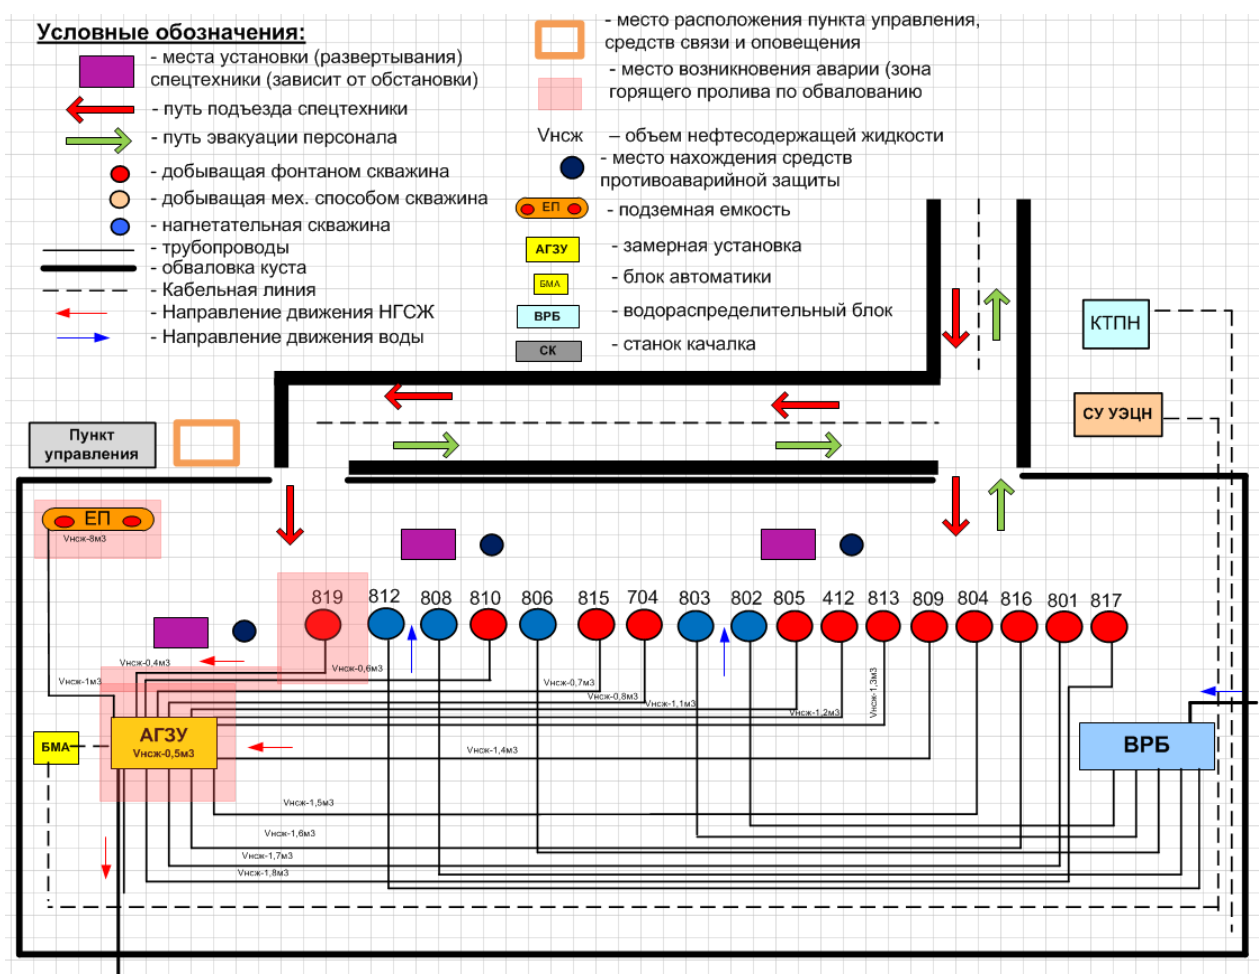 Условные обозначения:
- места установки (развертывания)
спецтехники (зависит от обстановки)
- путь подъезда спецтехники
- путь эвакуации персонала
- добыващая фонтаном скважина
- добыващая мех. способом скважина
- нагнетательная скважина
- трубопроводы
- обваловка куста
- Кабельная линия
- Направление движения НГСЖ
- Направление движения воды
- место расположения пункта управления,
средств связи и оповещения
- место возникновения аварии (зона
горящего пролива по обвалованию
Vнсж – объем нефтесодержащей жидкости
- место нахождения средств
противоаварийной защиты
ЕП - подземная емкость
АГЗУ - замерная установка
БМА - блок автоматики
ВРБ - водораспределительный блок
СК - станок качалка
КТПН
СУ УЭЦН
Пункт
управления
ЕП
Vнсж-8м3
819 812 808 810 806 815 704 803 802 805 412 813 809 804 816 801 817
Vнсж-0,4м3
Vнсж-0,6м3
Vнсж-1м3
Vнсж-0,7м3
Vнсж-0,8м3
Vнсж-1,1м3
Vнсж-1,2м3
Vнсж-1,3м3
АГЗУ
Vнсж-0,5м3
БМА
Vнсж-1,4м3
ВРБ
Vнсж-1,5м3
Vнсж-1,6м3
Vнсж-1,7м3
Vнсж-1,8м3